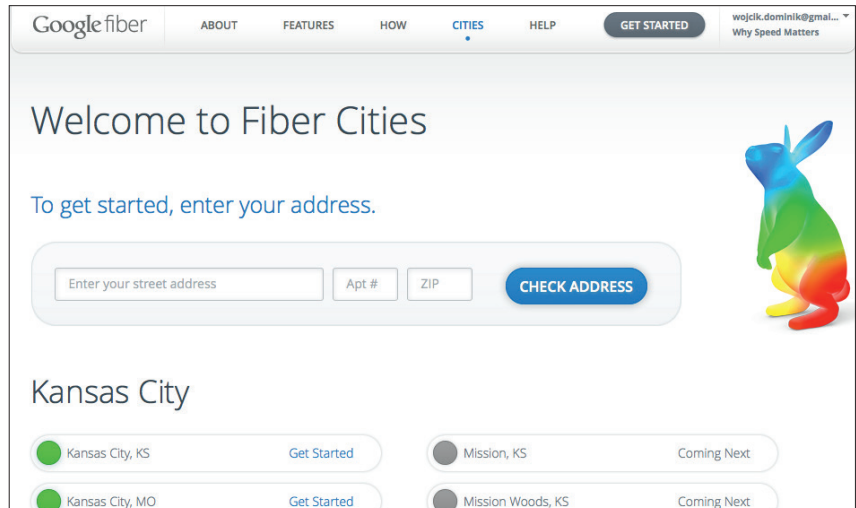 Google fiber ABOUT FEATURES HOW CITIES HELP GET STARTED wojcik.dominik@gmai...
Why Speed Matters
Welcome to Fiber Cities
To get started, enter your address.
Enter your street address Apt # ZIP CHECK ADDRESS
Kansas City
Kansas City, KS Get Started Mission, KS Coming Next
Kansas City, MO Get Started Mission Woods, KS Coming Next